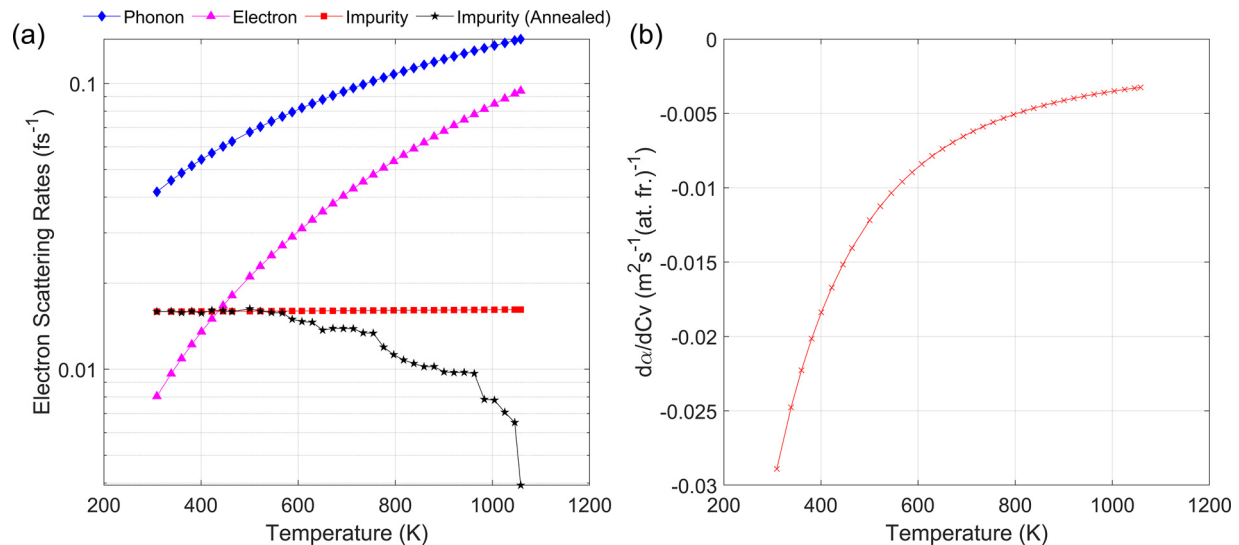 Phonon Electron Impurity Impurity (Annealed)
(a)
Electron Scattering Rates (fs⁻¹)
0.1
0.01
200 400 600 800 1000 1200
Temperature (K)
(b)
dα/dCv (m²s⁻¹(at. fr.)⁻¹)
0
-0.005
-0.01
-0.015
-0.02
-0.025
-0.03
200 400 600 800 1000 1200
Temperature (K)